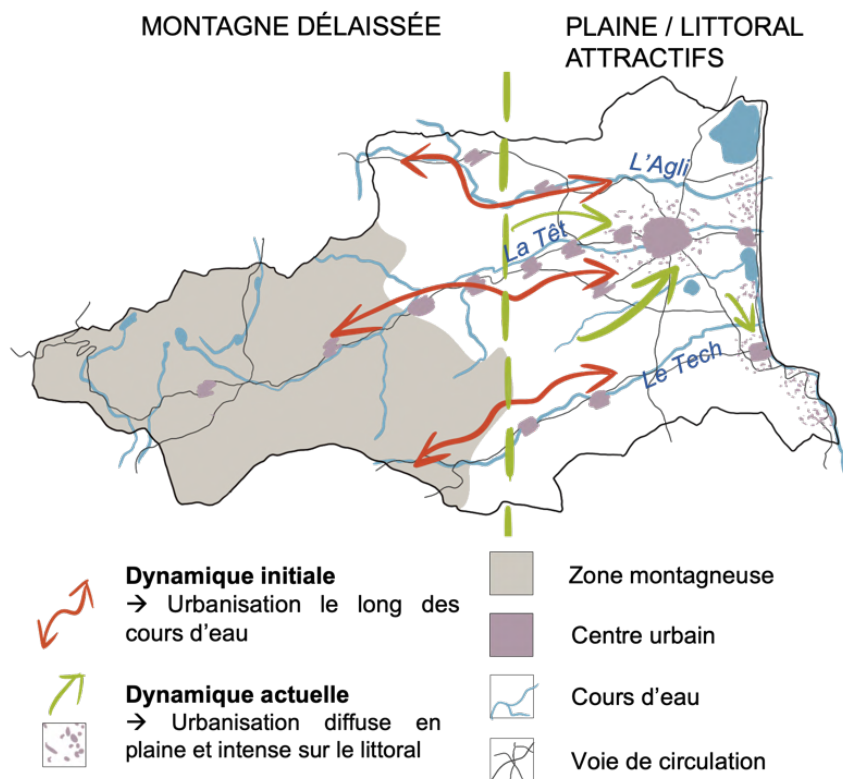 MONTAGNE DÉLAISSÉE
PLAINE / LITTORAL
ATTRACTIFS
L'Agli
La Têt
Le Tech
Dynamique initiale
→ Urbanisation le long des
cours d'eau
Dynamique actuelle
→ Urbanisation diffuse en
plaine et intense sur le littoral
Zone montagneuse
Centre urbain
Cours d'eau
Voie de circulation